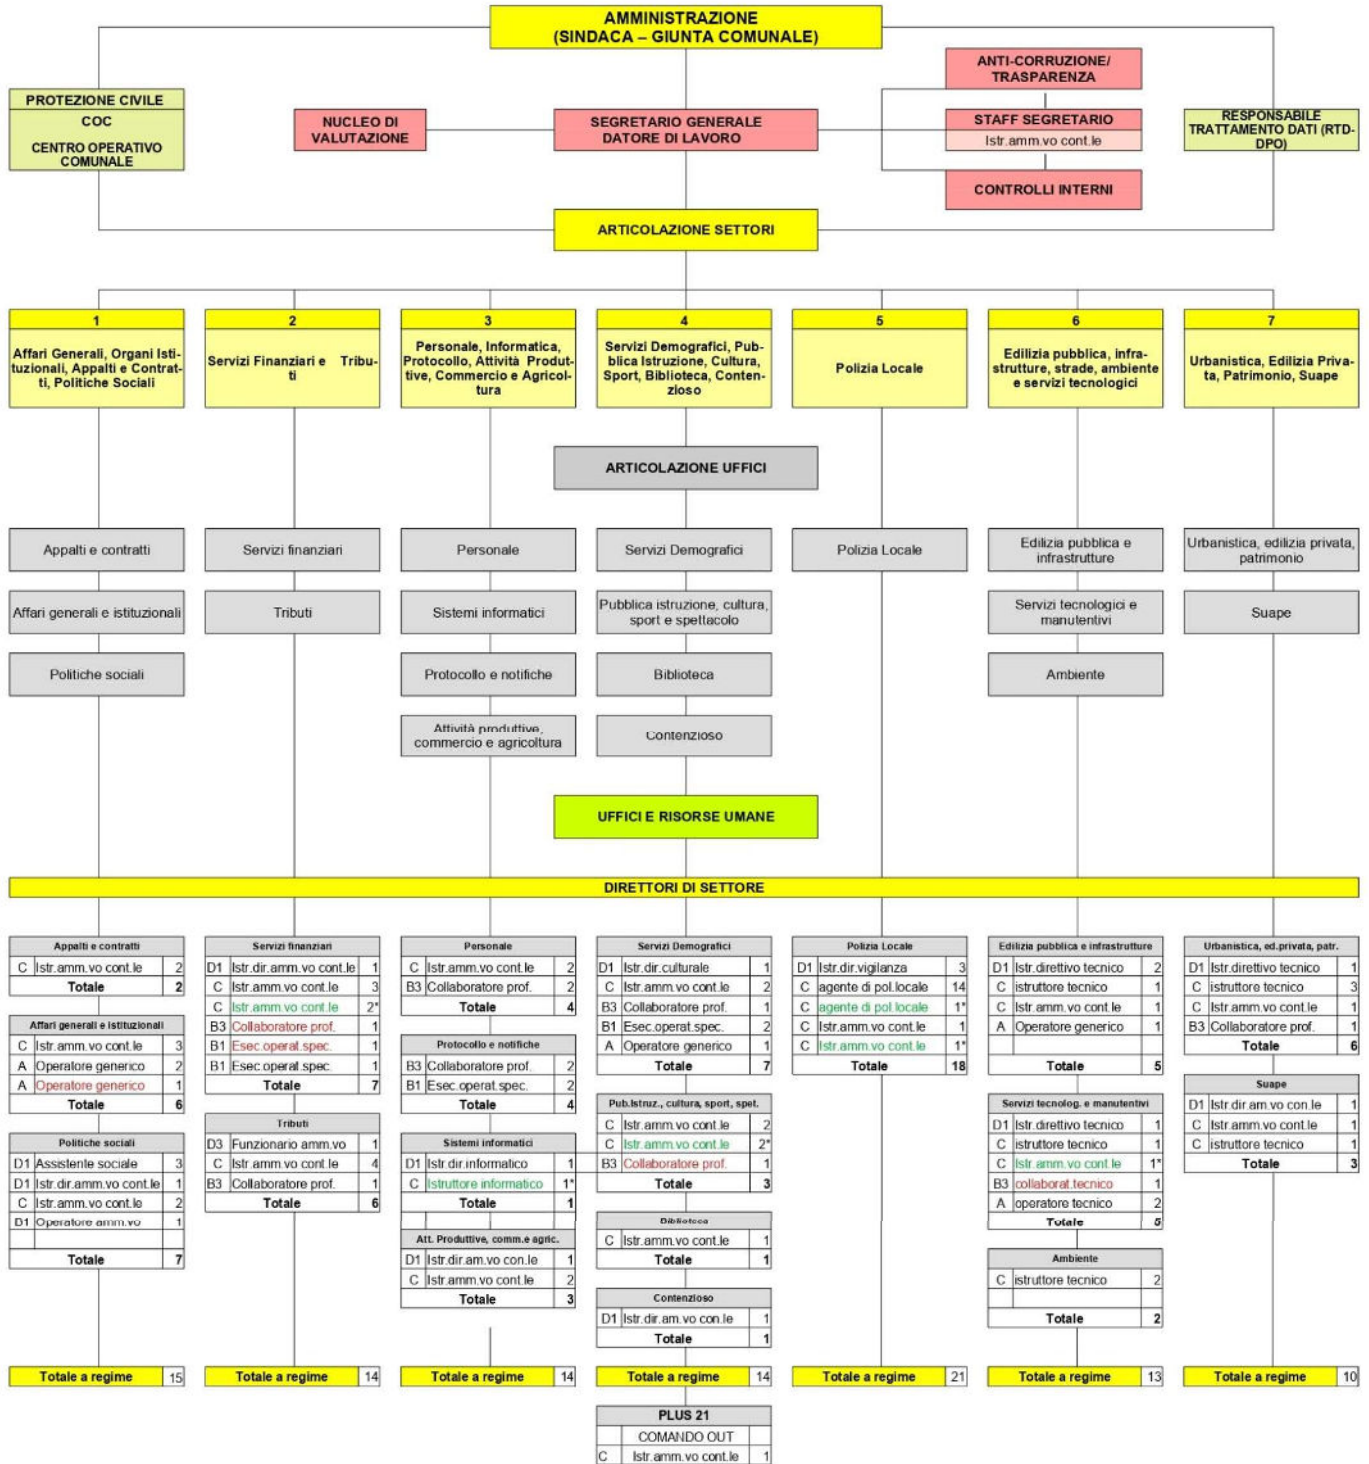 AMMINISTRAZIONE
(SINDACA – GIUNTA COMUNALE)
PROTEZIONE CIVILE
COC
CENTRO OPERATIVO
COMUNALE
NUCLEO DI
VALUTAZIONE
SEGRETARIO GENERALE
DATORE DI LAVORO
ANTI-CORRUZIONE/
TRASPARENZA
STAFF SEGRETARIO
Istr.amm.vo cont.le
CONTROLLI INTERNI
RESPONSABILE
TRATTAMENTO DATI (RTD-
DPO)
ARTICOLAZIONE SETTORI
1
Affari Generali, Organi Isti-
tuzionali, Appalti e Contrat-
ti, Politiche Sociali
2
Servizi Finanziari e Tribu-
ti
3
Personale, Informatica,
Protocollo, Attività Produt-
tive, Commercio e Agricol-
tura
4
Servizi Demografici, Pub-
blica Istruzione, Cultura,
Sport, Biblioteca, Conten-
zioso
5
Polizia Locale
6
Edilizia pubblica, infra-
strutture, strade, ambiente
e servizi tecnologici
7
Urbanistica, Edilizia Priva-
ta, Patrimonio, Suape
ARTICOLAZIONE UFFICI
Appalti e contratti
Affari generali e istituzionali
Politiche sociali
Servizi finanziari
Tributi
Personale
Sistemi informatici
Protocollo e notifiche
Attività produttive,
commercio e agricoltura
Servizi Demografici
Pubblica istruzione, cultura,
sport e spettacolo
Biblioteca
Contenzioso
Polizia Locale
Edilizia pubblica e
infrastrutture
Servizi tecnologici e
manutentivi
Ambiente
Urbanistica, edilizia privata,
patrimonio
Suape
UFFICI E RISORSE UMANE
DIRETTORI DI SETTORE
Appalti e contratti
C Istr.amm.vo cont.le 2
Totale 2
Affari generali e istituzionali
C Istr.amm.vo cont.le 3
A Operatore generico 2
A Operatore generico 1
Totale 6
Politiche sociali
D1 Assistente sociale 3
D1 Istr.dir.amm.vo cont.le 1
C Istr.amm.vo cont.le 2
D1 Operatore amm.vo 1
Totale 7
Totale a regime 15
Servizi finanziari
D1 Istr.dir.amm.vo cont.le 1
C Istr.amm.vo cont.le 3
C Istr.amm.vo cont.le 2*
B3 Collaboratore prof. 1
B1 Esec.operat.spec. 1
B1 Esec.operat.spec. 1
Totale 7
Tributi
D3 Funzionario amm.vo 1
C Istr.amm.vo cont.le 4
B3 Collaboratore prof. 1
Totale 6
Totale a regime 14
Personale
C Istr.amm.vo cont.le 2
B3 Collaboratore prof. 2
Totale 4
Protocollo e notifiche
B3 Collaboratore prof. 2
B1 Esec.operat.spec. 2
Totale 4
Sistemi informatici
D1 Istr.dir.informatico 1
C Istruttore informatico 1*
Totale 1
Att. Produttive, comm.e agric.
D1 Istr.dir.am.vo con.le 1
C Istr.amm.vo cont.le 2
Totale 3
Totale a regime 14
Servizi Demografici
D1 Istr.dir.culturale 1
C Istr.amm.vo cont.le 2
B3 Collaboratore prof. 1
B1 Esec.operat.spec. 2
A Operatore generico 1
Totale 7
Pub.Istruz., cultura, sport, spet.
C Istr.amm.vo cont.le 2
C Istr.amm.vo cont.le 2*
B3 Collaboratore prof. 1
Totale 3
Biblioteca
C Istr.amm.vo cont.le 1
Totale 1
Contenzioso
D1 Istr.dir.am.vo con.le 1
Totale 1
Totale a regime 14
PLUS 21
COMANDO OUT
C Istr.amm.vo cont.le 1
Polizia Locale
D1 Istr.dir.vigilanza 3
C agente di pol.locale 14
C agente di pol.locale 1*
C Istr.amm.vo cont.le 1
C Istr.amm.vo cont.le 1*
Totale 18
Totale a regime 21
Edilizia pubblica e infrastrutture
D1 Istr.direttivo tecnico 2
C istruttore tecnico 1
C Istr.amm.vo cont.le 1
A Operatore generico 1
Totale 5
Servizi tecnolog. e manutentivi
D1 Istr.direttivo tecnico 1
C istruttore tecnico 1
C Istr.amm.vo cont.le 1*
B3 collaborat.tecnico 1
A operatore tecnico 2
Totale 5
Ambiente
C istruttore tecnico 2
Totale 2
Totale a regime 13
Urbanistica, ed.privata, patr.
D1 Istr.direttivo tecnico 1
C istruttore tecnico 3
C Istr.amm.vo cont.le 1
B3 Collaboratore prof. 1
Totale 6
Suape
D1 Istr.dir.am.vo con.le 1
C Istr.amm.vo cont.le 1
C istruttore tecnico 1
Totale 3
Totale a regime 10